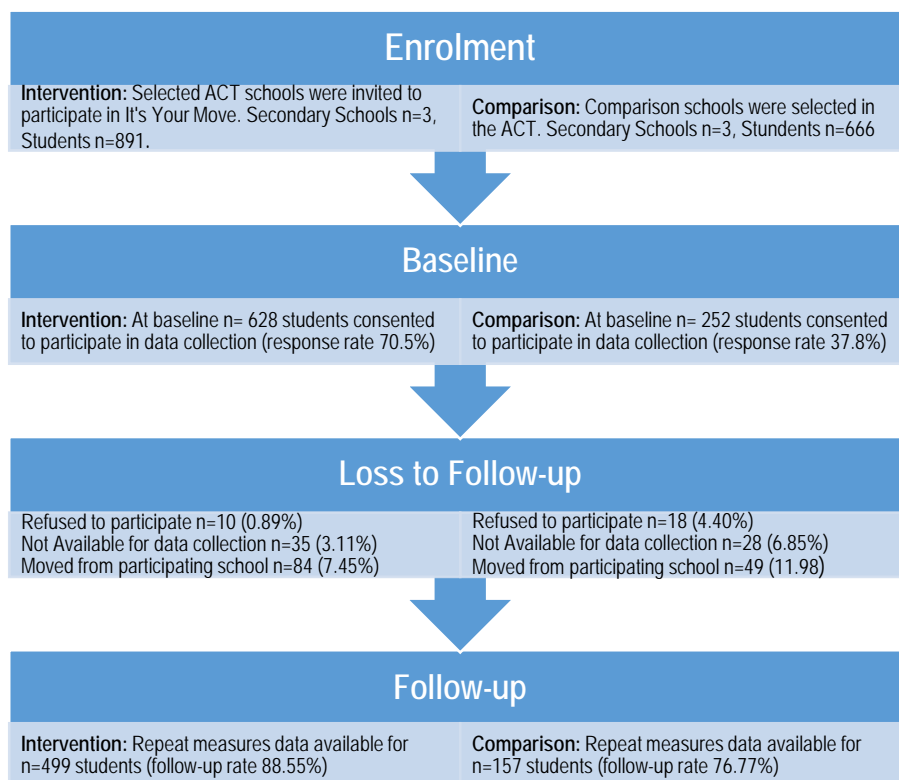 Enrolment
Intervention: Selected ACT schools were invited to
participate in It's Your Move. Secondary Schools n=3,
Students n=891.
Comparison: Comparison schools were selected in
the ACT. Secondary Schools n=3, Stundents n=666
Baseline
Intervention: At baseline n= 628 students consented
to participate in data collection (response rate 70.5%)
Comparison: At baseline n= 252 students consented
to participate in data collection (response rate 37.8%)
Loss to Follow-up
Refused to participate n=10 (0.89%)
Not Available for data collection n=35 (3.11%)
Moved from participating school n=84 (7.45%)
Refused to participate n=18 (4.40%)
Not Available for data collection n=28 (6.85%)
Moved from participating school n=49 (11.98)
Follow-up
Intervention: Repeat measures data available for
n=499 students (follow-up rate 88.55%)
Comparison: Repeat measures data available for
n=157 students (follow-up rate 76.77%)